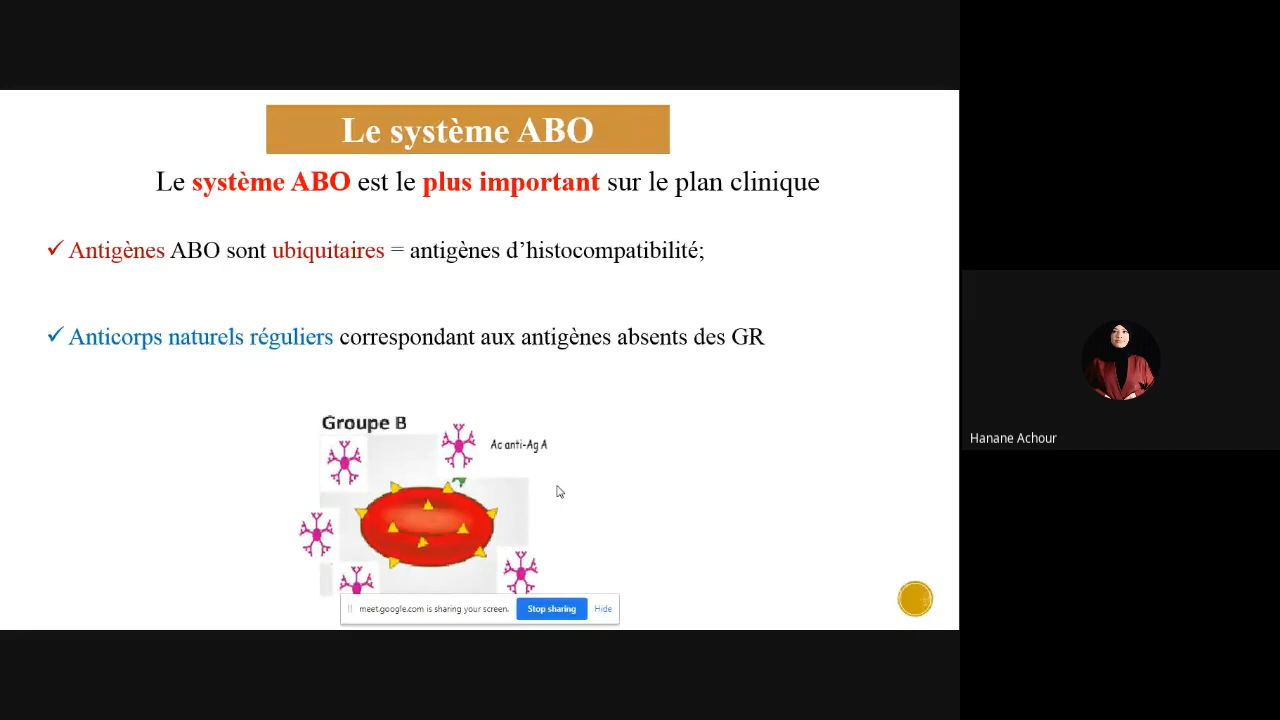 Le système ABO
Le système ABO est le plus important sur le plan clinique
✓ Antigènes ABO sont ubiquitaires = antigènes d’histocompatibilité;
✓ Anticorps naturels réguliers correspondant aux antigènes absents des GR
Groupe B
Ac anti-Ag A
Hanane Achour
meet.google.com is sharing your screen. Stop sharing Hide